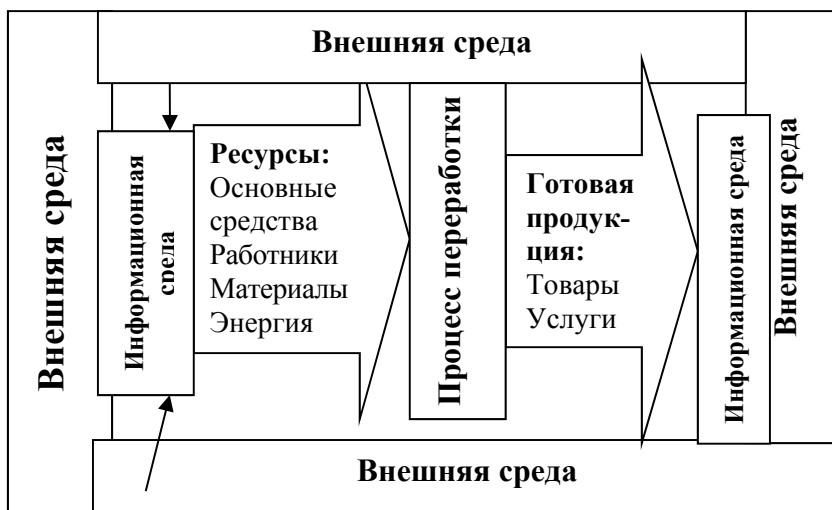 Внешняя среда
Внешняя среда
Информационная
среда
Ресурсы:
Основные
средства
Работники
Материалы
Энергия
Процесс переработки
Готовая
продук-
ция:
Товары
Услуги
Информационная среда
Внешняя среда
Внешняя среда